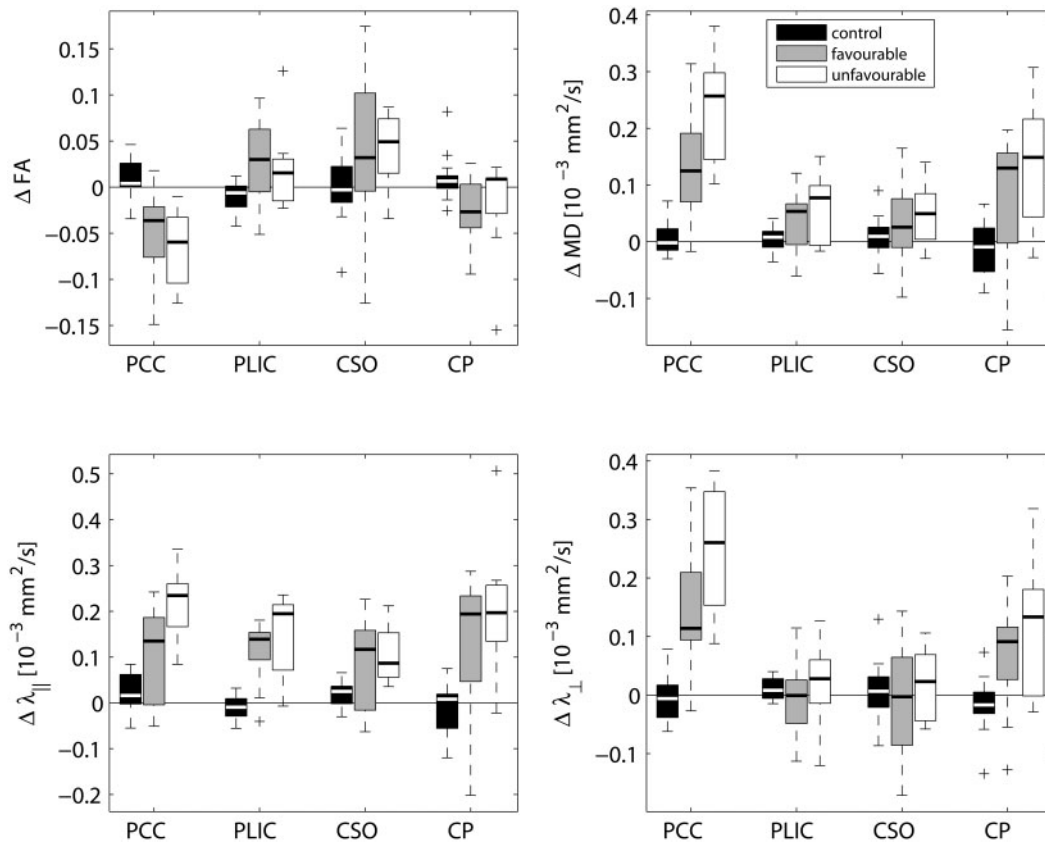 Δ FA
0.15
0.1
0.05
0
−0.05
−0.1
−0.15
PCC PLIC CSO CP
Δ MD [10⁻³ mm²/s]
0.4
0.3
0.2
0.1
0
−0.1
control
favourable
unfavourable
PCC PLIC CSO CP
Δ λ|| [10⁻³ mm²/s]
0.5
0.4
0.3
0.2
0.1
0
−0.1
−0.2
PCC PLIC CSO CP
Δ λ⊥ [10⁻³ mm²/s]
0.4
0.3
0.2
0.1
0
−0.1
PCC PLIC CSO CP